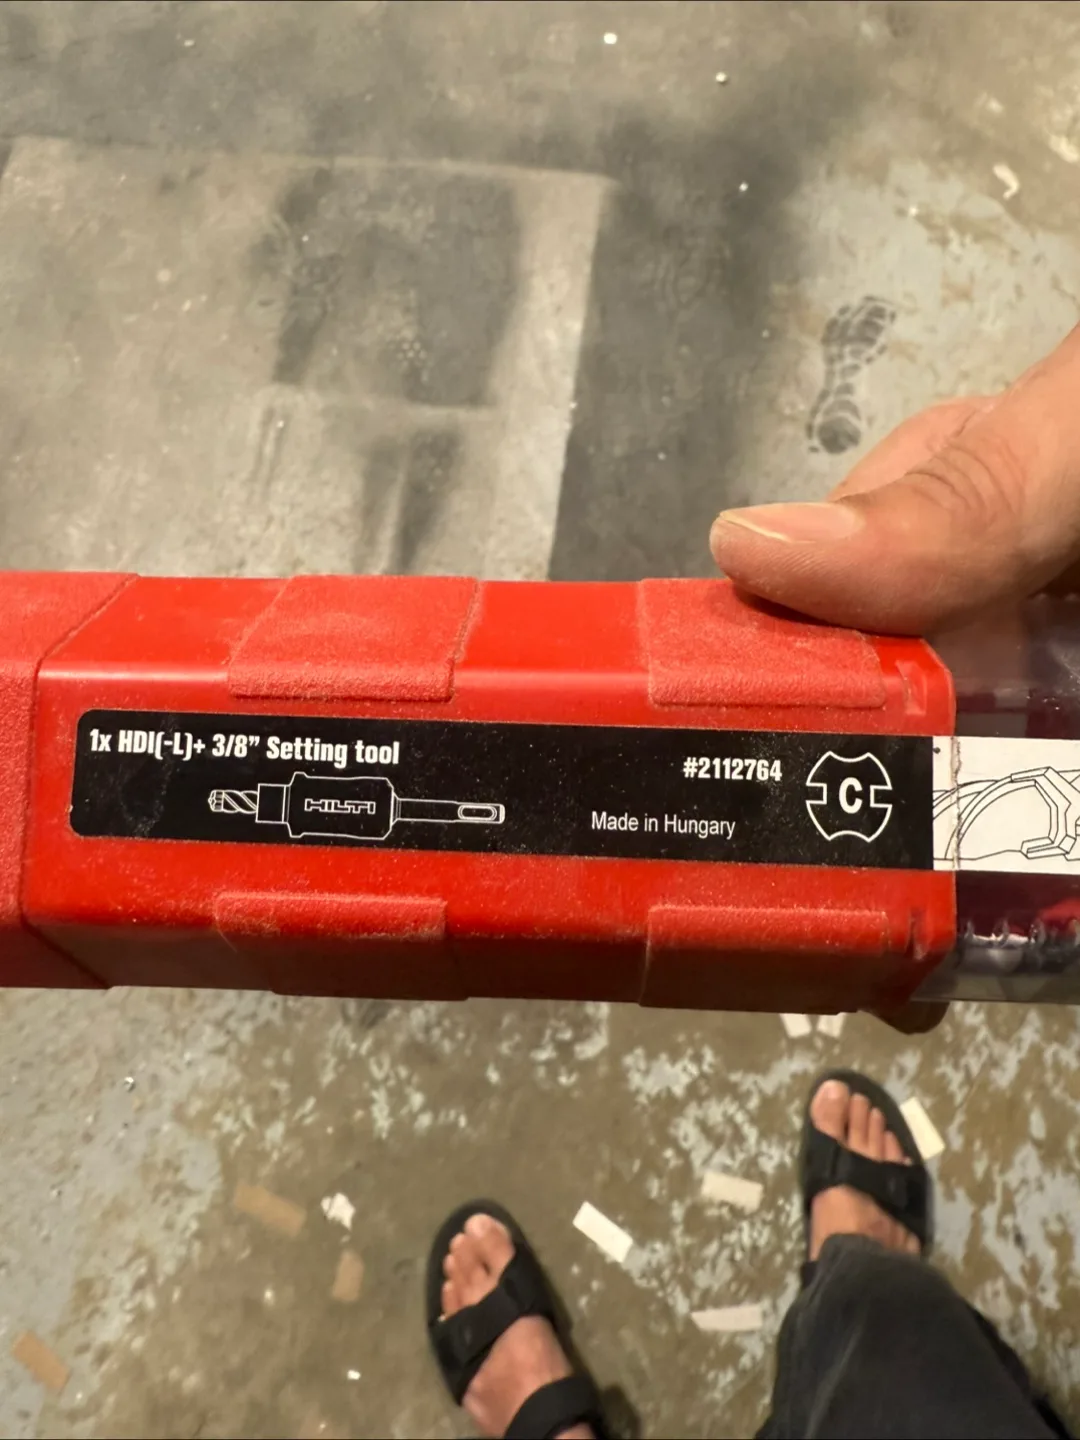 1x HDI(-L)+ 3/8” Setting tool
HILTI
#2112764
Made in Hungary
C